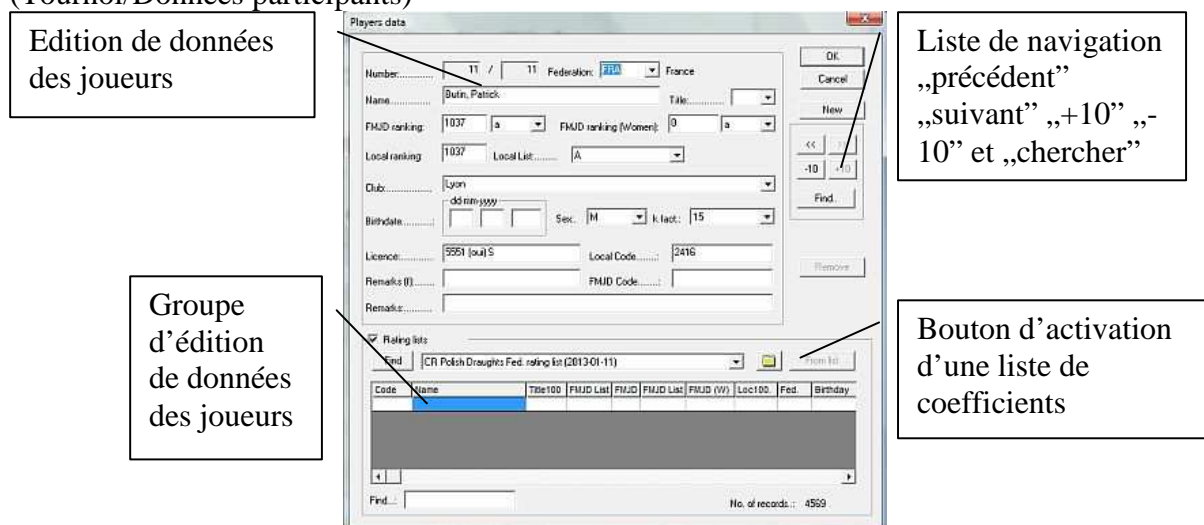 (Tournoi/Données participants)
Edition de données
des joueurs
Players data
Number............ 11 / 11 Federation: FRA France
Name............... Butin, Patrick Title:............
FMJD ranking: 1037 a FMJD ranking (Women): 0 a
Local ranking: 1037 Local List:........ A
Club:............... Lyon
dd-mm-yyyy
Birthdate...........: Sex:. M k fact.: 15
Licence:............ 5551 (oui) S Local Code.......: 2416
Remarks (I)....... FMJD Code.......:
Remarks:..........
OK
Cancel
New
<< >>
-10 +10
Find..
Remove
Liste de navigation
„précédent”
„suivant” „+10” „-
10” et „chercher”
Groupe
d’édition
de données
des joueurs
Rating lists
Find CR Polish Draughts Fed. rating list (2013-01-11) From list
Code Name Title100 FMJD List FMJD FMJD List FMJD (W) Loc100. Fed. Birthday
Find...: No. of records..: 4569
Bouton d’activation
d’une liste de
coefficients